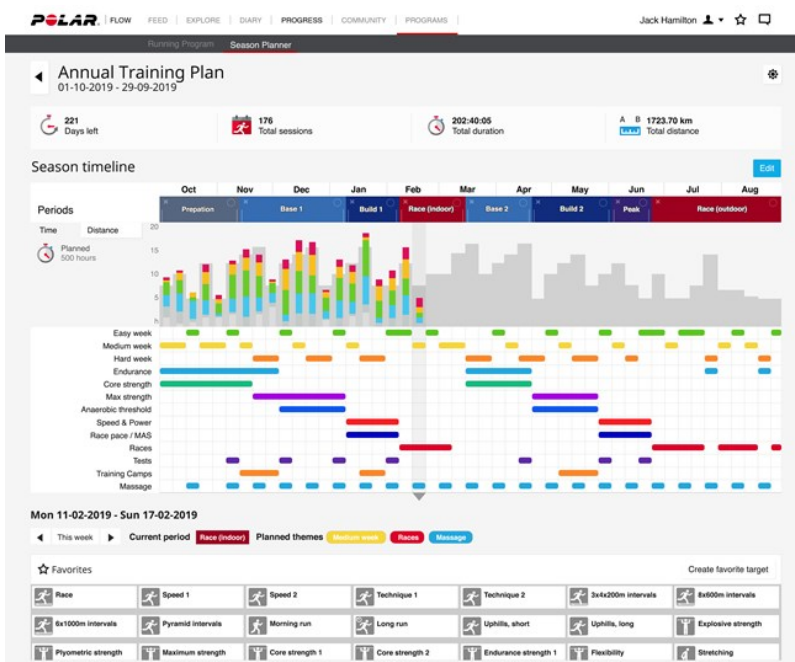 POLAR. FLOW FEED EXPLORE DIARY PROGRESS COMMUNITY PROGRAMS Jack Hamilton
Running Program Season Planner
Annual Training Plan
01-10-2019 - 29-09-2019
221 Days left
176 Total sessions
202:40:05 Total duration
A B 1723.70 km Total distance
Season timeline Edit
Oct Nov Dec Jan Feb Mar Apr May Jun Jul Aug
Periods Prepation Base 1 Build 1 Race (indoor) Base 2 Build 2 Peak Race (outdoor)
Time Distance 20
Planned
500 hours
15
10
5
h
Easy week
Medium week
Hard week
Endurance
Core strength
Max strength
Anaerobic threshold
Speed & Power
Race pace / MAS
Races
Tests
Training Camps
Massage
Mon 11-02-2019 - Sun 17-02-2019
This week Current period Race (indoor) Planned themes Medium week Races Massage
Favorites Create favorite target
Race Speed 1 Speed 2 Technique 1 Technique 2 3x4x200m intervals 8x600m intervals
6x1000m intervals Pyramid intervals Morning run Long run Uphills, short Uphills, long Explosive strength
Plyometric strength Maximum strength Core strength 1 Core strength 2 Endurance strength 1 Flexibility Stretching